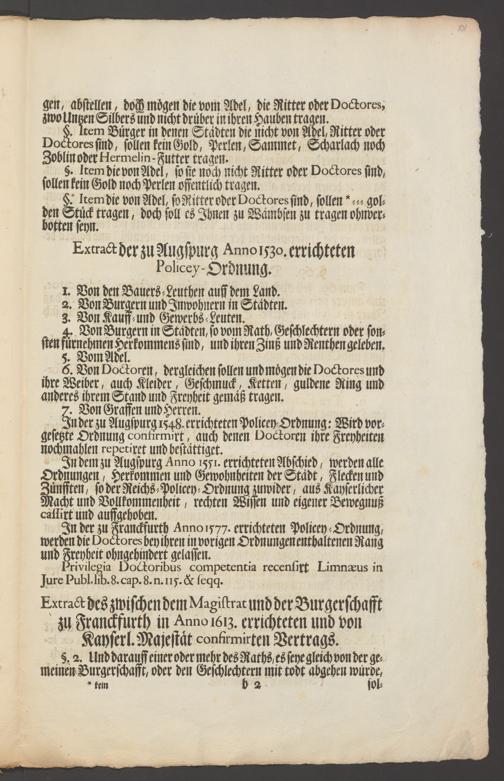 gen, abstellen, doch mögen die vom Adel, die Ritter oder Doctores,
zwo Untzen Silbers und nicht drüber in ihren Hauben tragen.
§. Item Bürger in denen Städten die nicht von Adel, Ritter oder
Doctores sind, sollen kein Gold, Perlen, Sammet, Scharlach noch
Zoblin oder Hermelin-Futter tragen.
§. Item die von Adel, so sie noch nicht Ritter oder Doctores sind,
sollen kein Gold noch Perlen offentlich tragen.
§. Item die von Adel, so Ritter oder Doctores sind, sollen *-- gol-
den Stück tragen, doch soll es Ihnen zu Wämbsen zu tragen ohnver-
botten seyn.
Extract der zu Augspurg Anno 1530. errichteten
Policey-Ordnung.
1. Von den Bauers-Leuthen auff dem Land.
2. Von Burgern und Inwohnern in Städten.
3. Von Kauff- und Gewerbs-Leuten.
4. Von Burgern in Städten, so vom Rath, Geschlechtern oder son-
sten fürnehmen Herkommens sind, und ihren Zinß und Renthen geleben.
5. Vom Adel.
6. Von Doctoren, dergleichen sollen und mögen die Doctores und
ihre Weiber, auch Kleider, Geschmuck, Ketten, guldene Ring und
anderes ihrem Stand und Freyheit gemäß tragen.
7. Von Graffen und Herren.
In der zu Augspurg 1548. errichteten Policey-Ordnung: Wird vor-
gesetzte Ordnung confirmirt, auch denen Doctoren ihre Freyheiten
nochmahlen repetiret und bestättiget.
In dem zu Augspurg Anno 1551. errichteten Abschied, werden alle
Ordnungen, Herkommen und Gewohnheiten der Städt, Flecken und
Zünfften, so der Reichs-Policey-Ordnung zuwider, aus Kayserlicher
Macht und Vollkommenheit, rechten Wissen und eigener Bewegnuß
cassirt und auffgehoben.
In der zu Franckfurth Anno 1577. errichteten Policey-Ordnung,
werden die Doctores bey ihren in vorigen Ordnungen enthaltenen Rang
und Freyheit ohngehindert gelassen.
Privilegia Doctoribus competentia recensirt Limnæus in
Jure Publ. lib. 8. cap. 8. n. 115. & seqq.
Extract des zwischen dem Magistrat und der Burgerschafft
zu Franckfurth in Anno 1613. errichteten und von
Kayserl. Majestät confirmirten Vertrags.
§. 2. Und darauff einer oder mehr des Raths, es seye gleich von der ge-
meinen Burgerschafft, oder den Geschlechtern mit todt abgehen würde,
* kein b 2 sol-